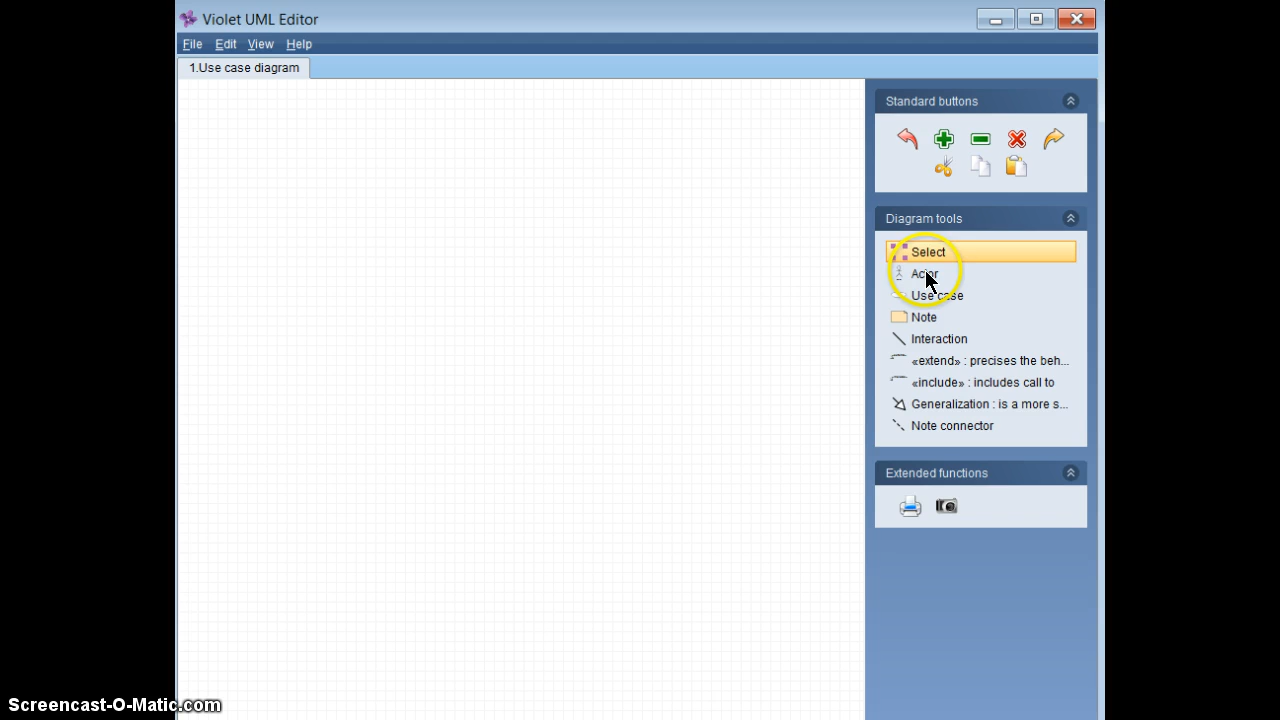 Violet UML Editor
File Edit View Help
1.Use case diagram
Standard buttons
Diagram tools
Select
Actor
Use case
Note
Interaction
«extend» : precises the beh...
«include» : includes call to
Generalization : is a more s...
Note connector
Extended functions
Screencast-O-Matic.com